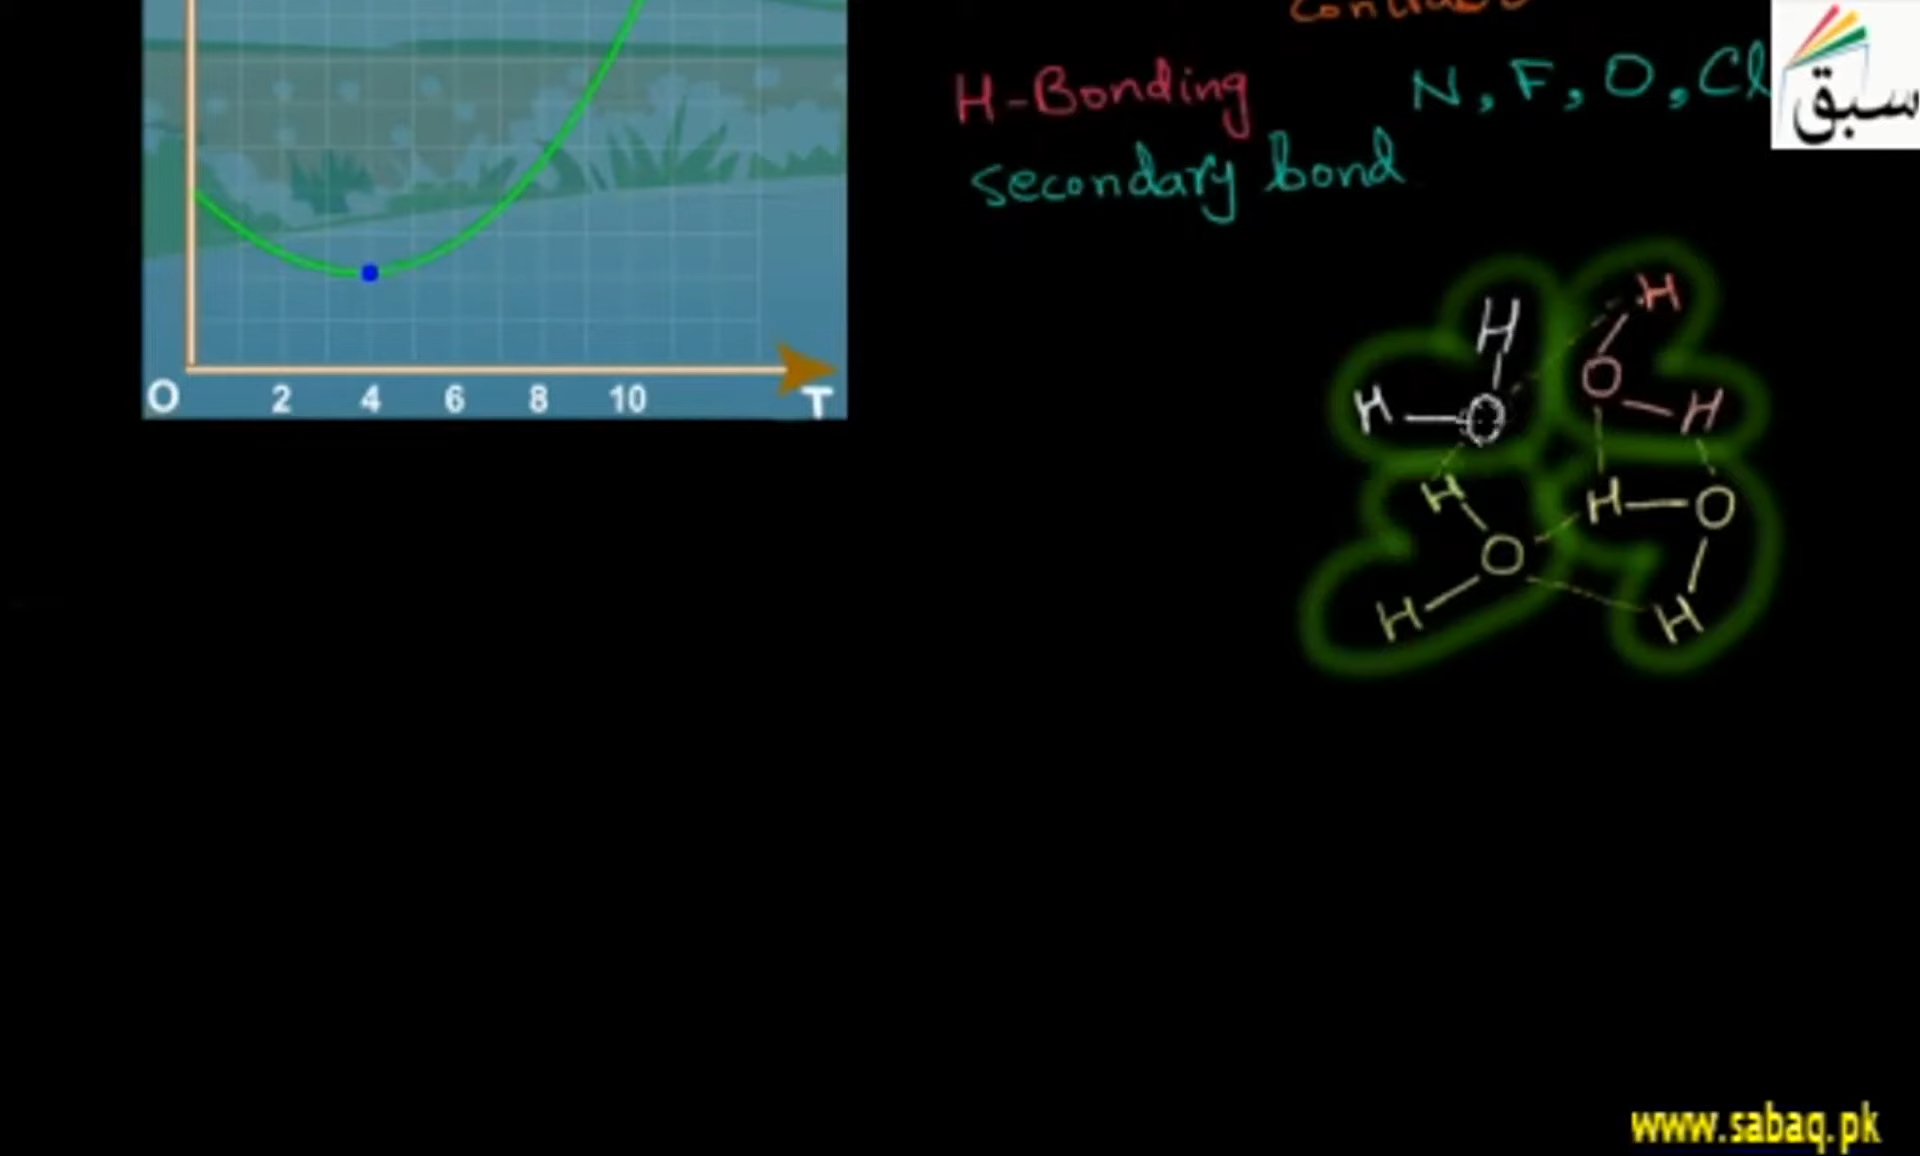 O 2 4 6 8 10 T
H-Bonding N, F, O, Cl
secondary bond
سبق
H H
H O O H
H H O
O
H H
www.sabaq.pk